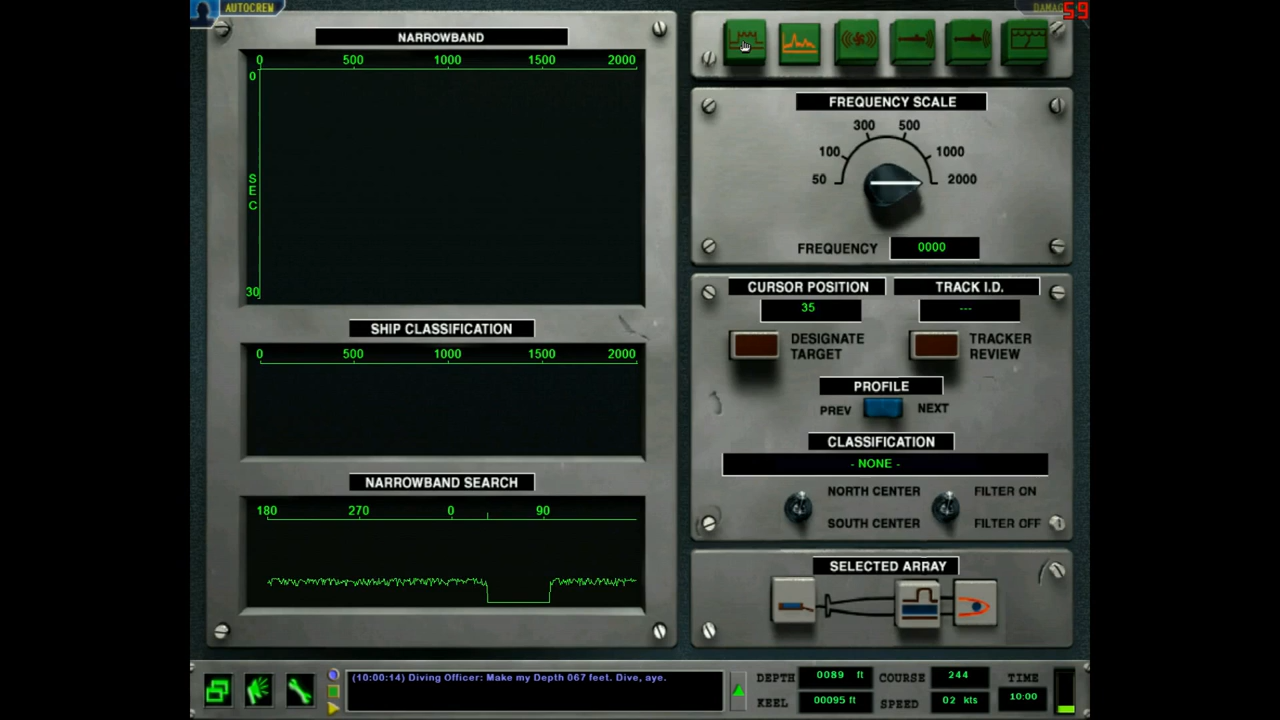 AUTOCREW
DAMAG
59
NARROWBAND
0 500 1000 1500 2000
0
SEC
30
SHIP CLASSIFICATION
0 500 1000 1500 2000
NARROWBAND SEARCH
180 270 0 90
FREQUENCY SCALE
50 100 300 500 1000 2000
FREQUENCY 0000
CURSOR POSITION
35
TRACK I.D.
---
DESIGNATE
TARGET
TRACKER
REVIEW
PROFILE
PREV NEXT
CLASSIFICATION
- NONE -
NORTH CENTER
SOUTH CENTER
FILTER ON
FILTER OFF
SELECTED ARRAY
(10:00:14) Diving Officer: Make my Depth 067 feet. Dive, aye.
DEPTH 0089 ft COURSE 244 TIME
KEEL 00095 ft SPEED 02 kts 10:00